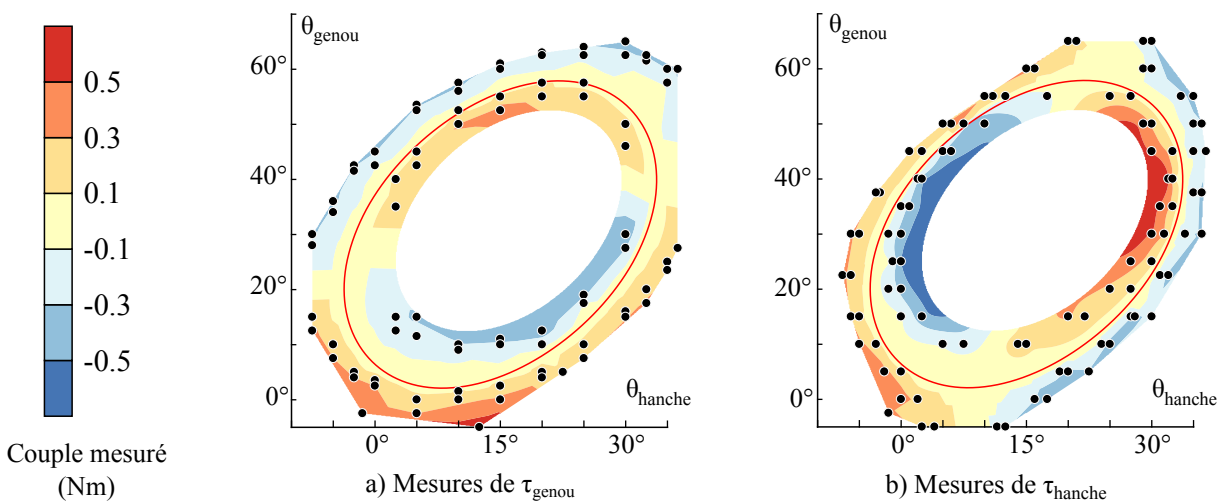 0.5
0.3
0.1
-0.1
-0.3
-0.5
Couple mesuré
(Nm)
θgenou
60°
40°
20°
0°
θhanche
0°
15°
30°
a) Mesures de τgenou
θgenou
60°
40°
20°
0°
θhanche
0°
15°
30°
b) Mesures de τhanche